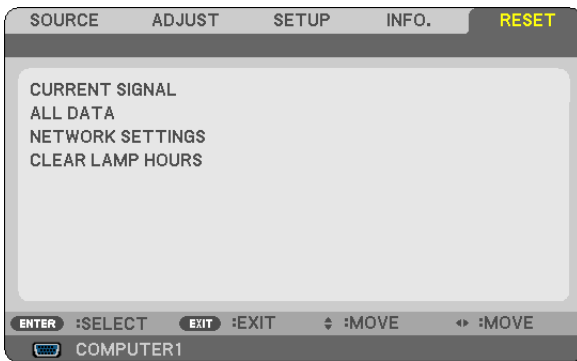 SOURCE ADJUST SETUP INFO. RESET
CURRENT SIGNAL
ALL DATA
NETWORK SETTINGS
CLEAR LAMP HOURS
ENTER :SELECT EXIT :EXIT :MOVE :MOVE
COMPUTER1